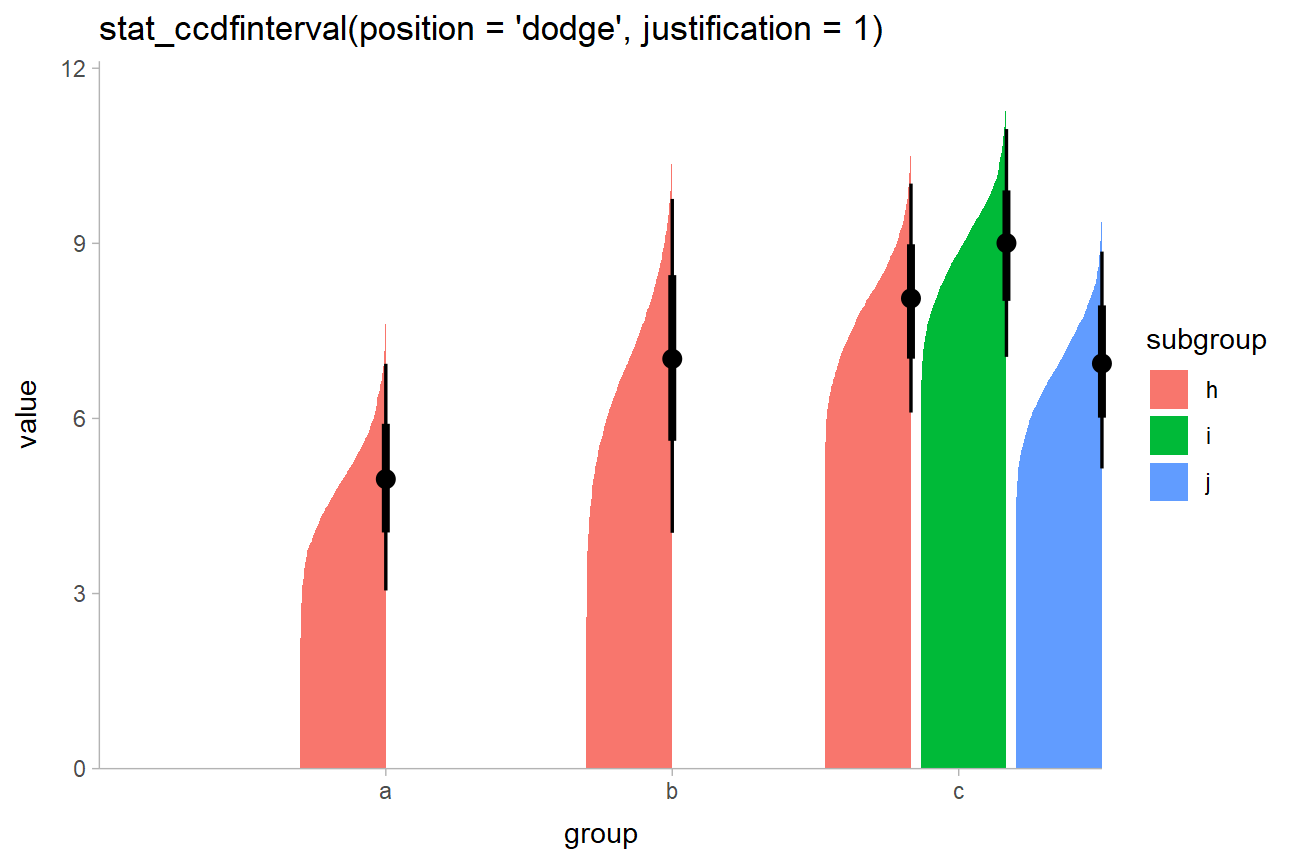 stat_ccdfinterval(position = 'dodge', justification = 1)
12
9
6
3
0
value
a
b
c
group
subgroup
h
i
j